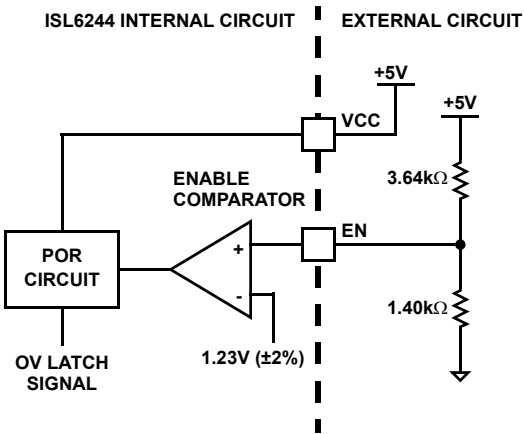 ISL6244 INTERNAL CIRCUIT
EXTERNAL CIRCUIT
+5V
VCC
+5V
ENABLE
COMPARATOR
3.64kΩ
EN
POR
CIRCUIT
+
-
1.40kΩ
1.23V (±2%)
OV LATCH
SIGNAL